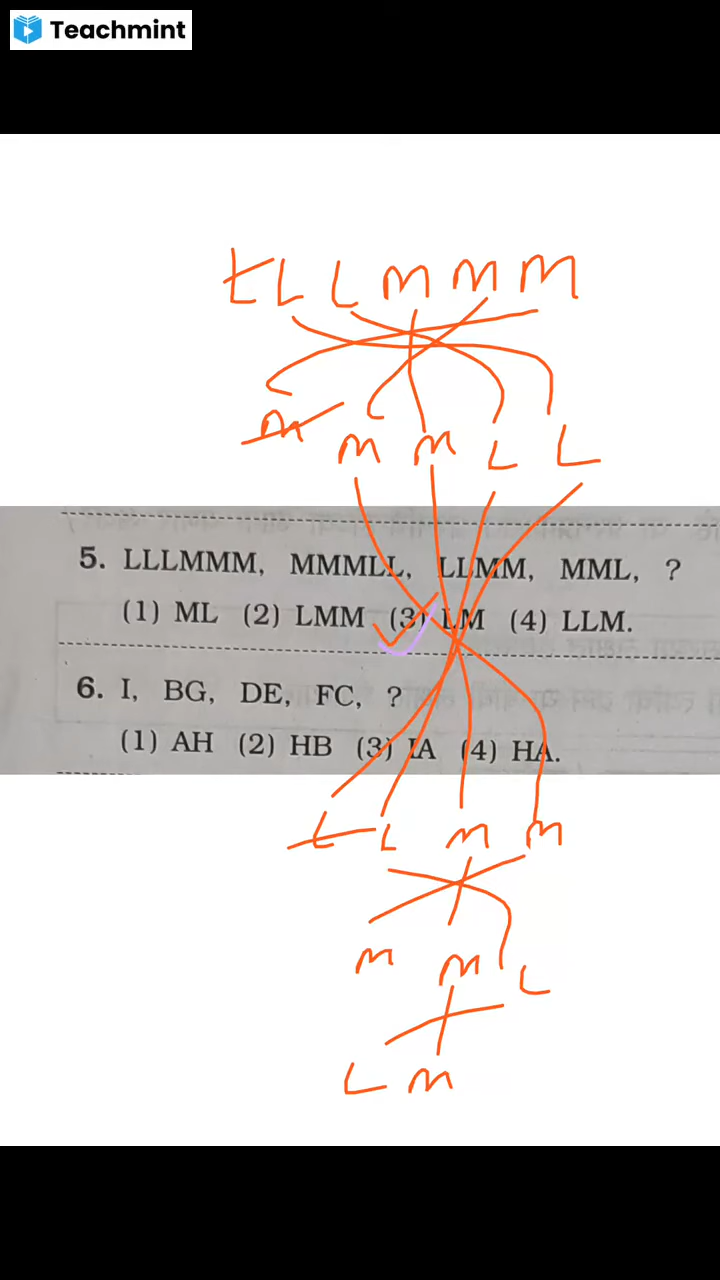 Teachmint
LLLMMM
MMMLL
5. LLLMMM, MMMLL, LLMM, MML, ?
(1) ML (2) LMM (3) LM (4) LLM.
6. I, BG, DE, FC, ?
(1) AH (2) HB (3) IA (4) HA.
LLMM
MML
LM